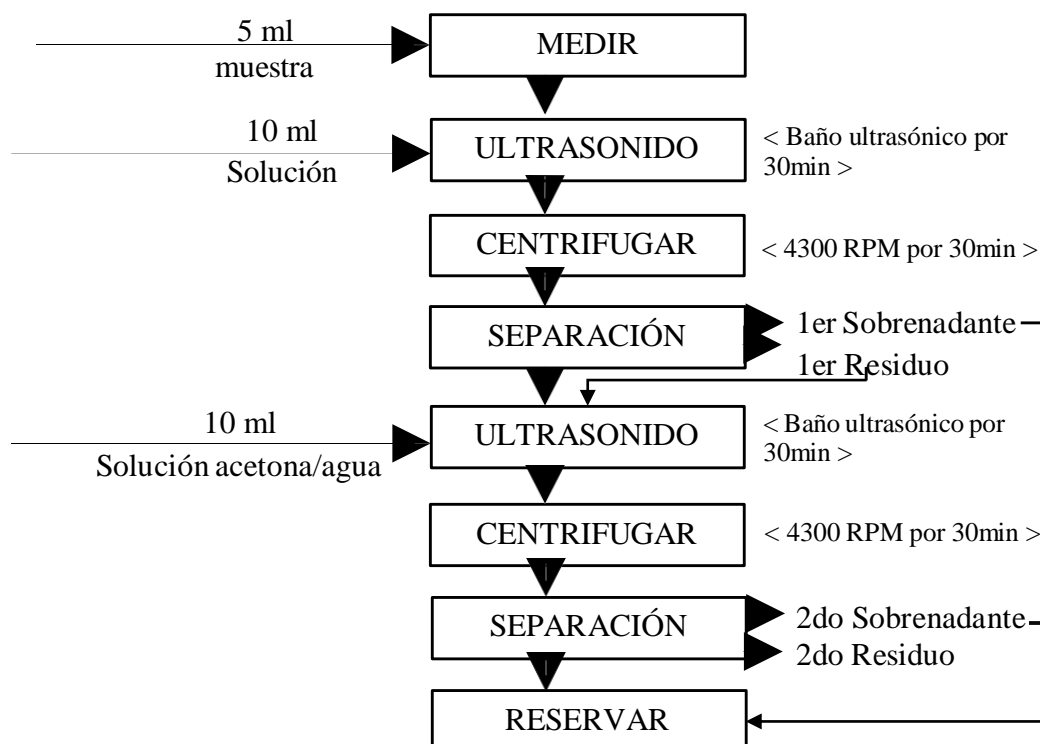 5 ml
muestra
MEDIR
10 ml
Solución
ULTRASONIDO
< Baño ultrasónico por
30min >
CENTRIFUGAR
< 4300 RPM por 30min >
SEPARACIÓN
1er Sobrenadante
1er Residuo
10 ml
Solución acetona/agua
ULTRASONIDO
< Baño ultrasónico por
30min >
CENTRIFUGAR
< 4300 RPM por 30min >
SEPARACIÓN
2do Sobrenadante
2do Residuo
RESERVAR